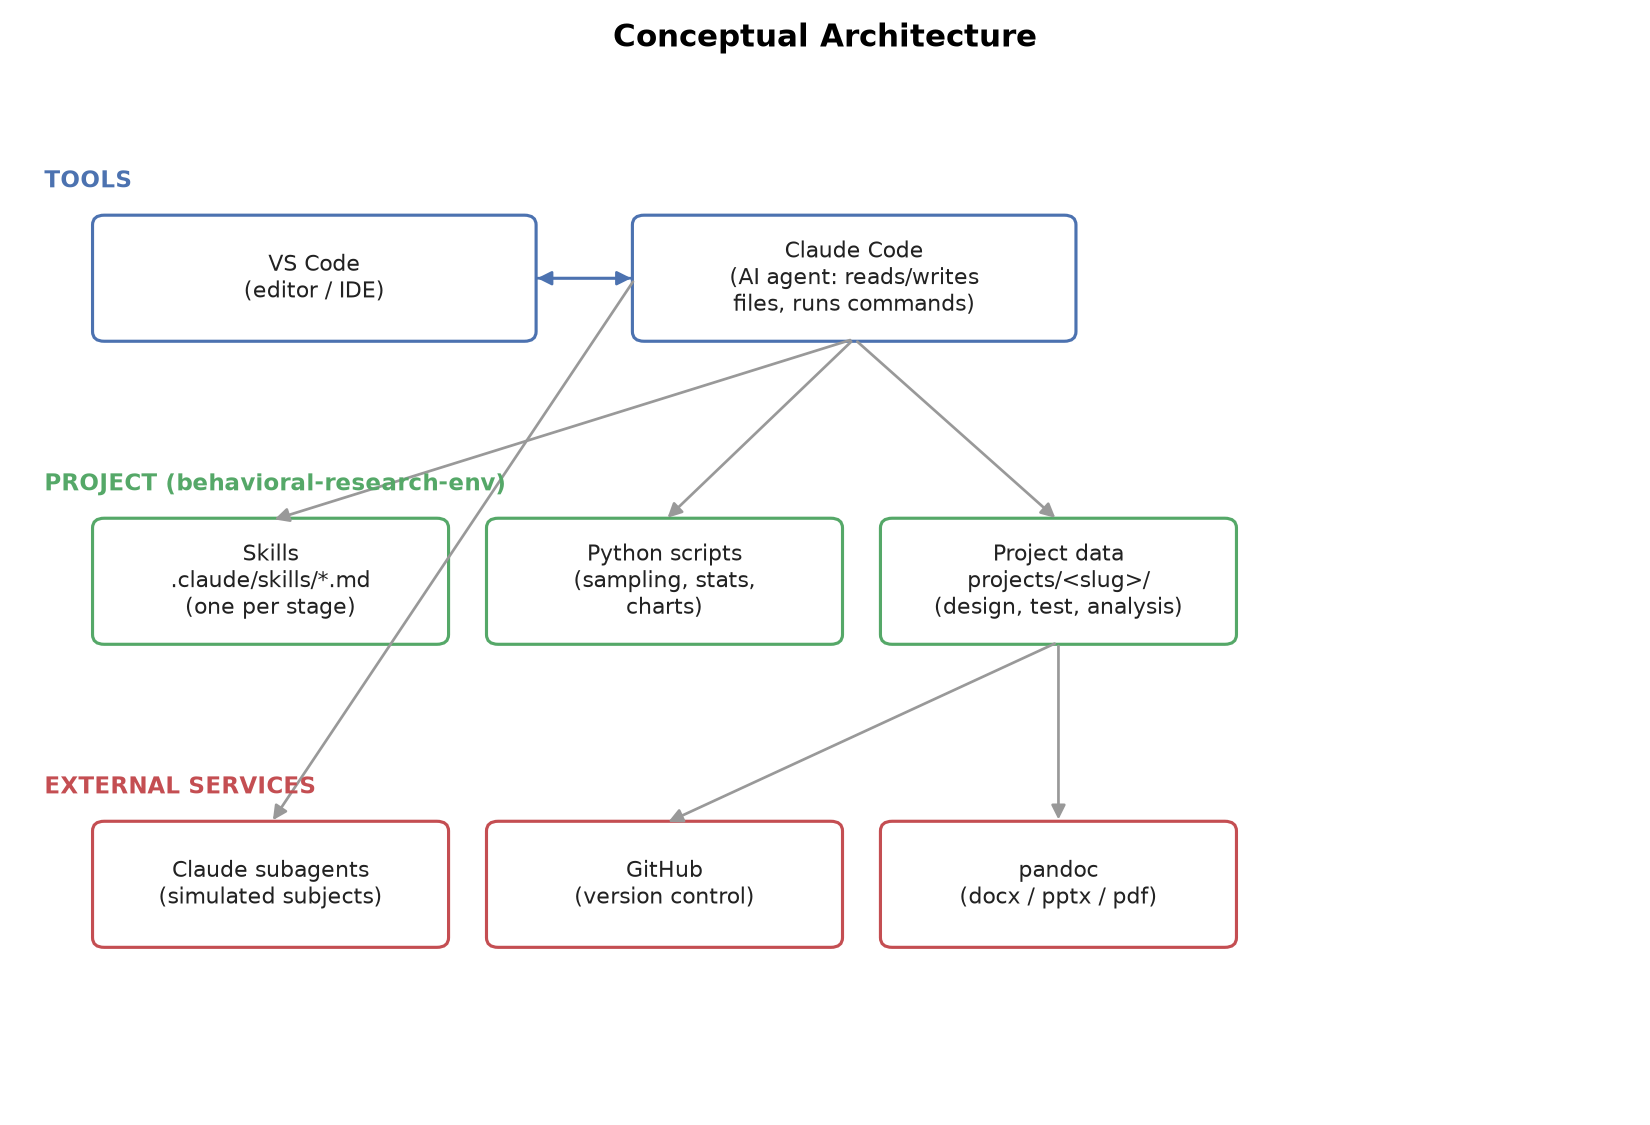 Conceptual Architecture
TOOLS
VS Code
(editor / IDE)
Claude Code
(AI agent: reads/writes
files, runs commands)
PROJECT (behavioral-research-env)
Skills
.claude/skills/*.md
(one per stage)
Python scripts
(sampling, stats,
charts)
Project data
projects/<slug>/
(design, test, analysis)
EXTERNAL SERVICES
Claude subagents
(simulated subjects)
GitHub
(version control)
pandoc
(docx / pptx / pdf)